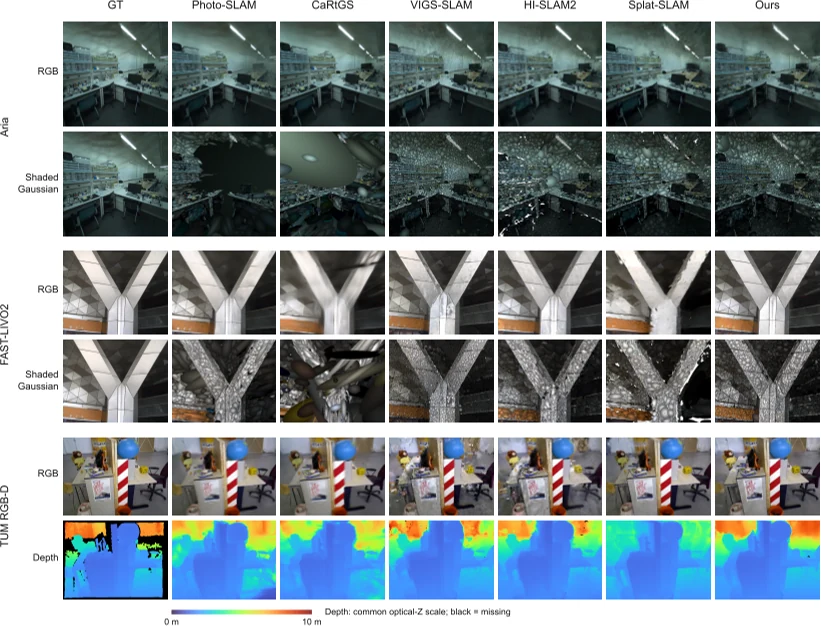 GT Photo-SLAM CaRtGS VIGS-SLAM HI-SLAM2 Splat-SLAM Ours
Aria
RGB
Shaded
Gaussian
FAST-LIVO2
RGB
Shaded
Gaussian
TUM RGB-D
RGB
Depth
Depth: common optical-Z scale; black = missing
0 m 10 m